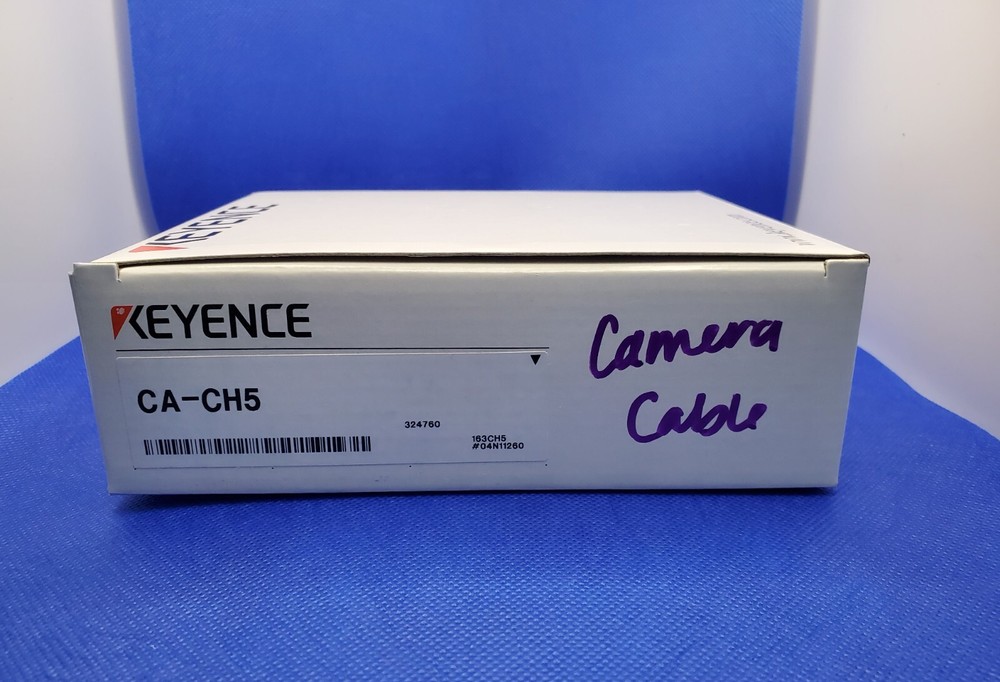 KEYENCE
KEYENCE
CA-CH5
324760
163CH5
#04N11260
Camera
Cable